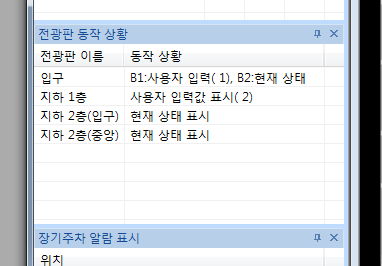 전광판 동작 상황
전광판 이름 동작 상황
입구 B1:사용자 입력( 1), B2:현재 상태
지하 1층 사용자 입력값 표시( 2)
지하 2층(입구) 현재 상태 표시
지하 2층(중앙) 현재 상태 표시
장기주차 알람 표시
위치